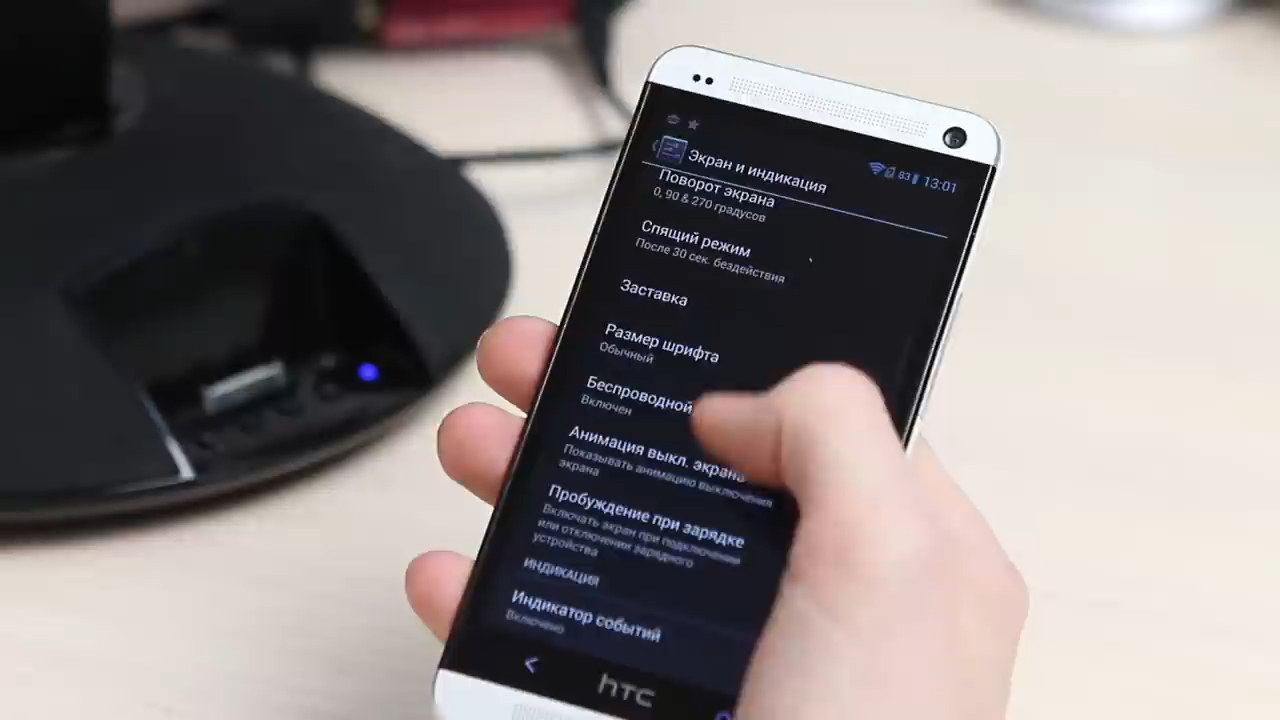 Экран и индикация
83 13:01
Поворот экрана
0, 90 & 270 градусов
Спящий режим
После 30 сек. бездействия
Заставка
Размер шрифта
Обычный
Беспроводной
Включен
Анимация выкл. экрана
Показывать анимацию выключения
экрана
Пробуждение при зарядке
Включать экран при подключении
или отключении зарядного
устройства
ИНДИКАЦИЯ
Индикатор событий
Включено
hTC